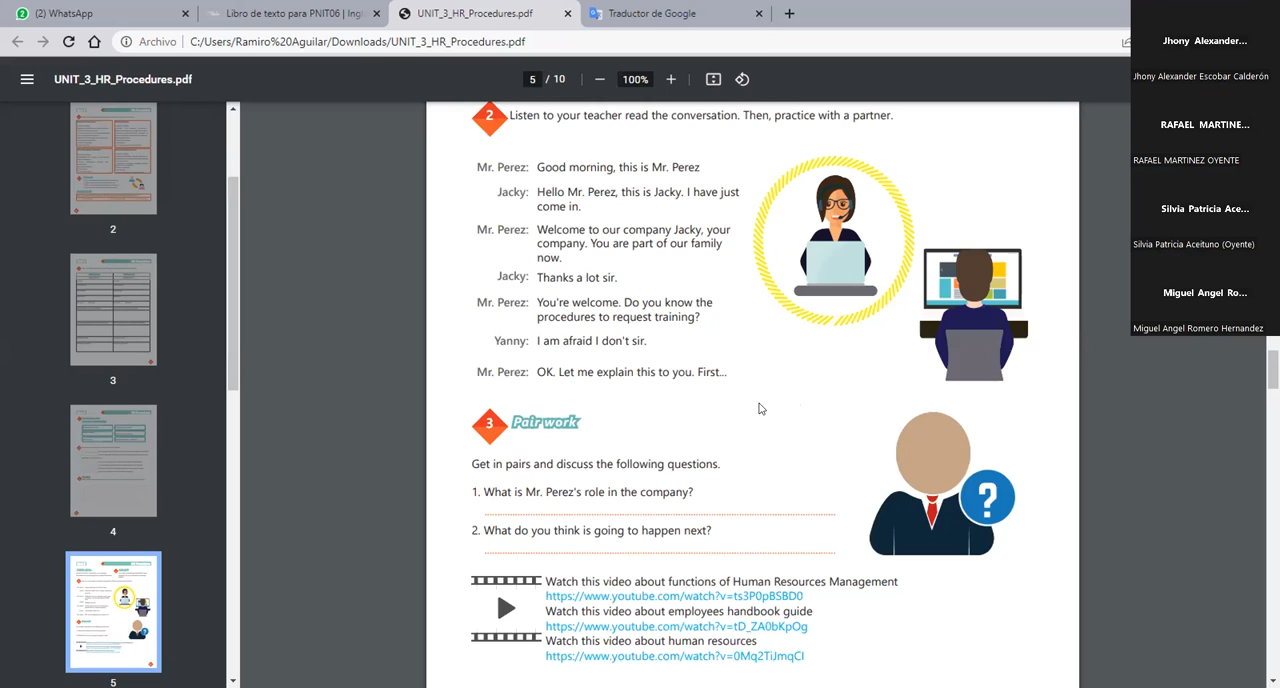 (2) WhatsApp
Libro de texto para PNIT06 | Ingl
UNIT_3_HR_Procedures.pdf
Traductor de Google
Archivo
C:/Users/Ramiro%20Aguilar/Downloads/UNIT_3_HR_Procedures.pdf
UNIT_3_HR_Procedures.pdf
5 / 10
100%
2
3
4
5
2 Listen to your teacher read the conversation. Then, practice with a partner.
Mr. Perez: Good morning, this is Mr. Perez
Jacky: Hello Mr. Perez, this is Jacky. I have just
come in.
Mr. Perez: Welcome to our company Jacky, your
company. You are part of our family
now.
Jacky: Thanks a lot sir.
Mr. Perez: You're welcome. Do you know the
procedures to request training?
Yanny: I am afraid I don't sir.
Mr. Perez: OK. Let me explain this to you. First...
3 Pair work
Get in pairs and discuss the following questions.
1. What is Mr. Perez's role in the company?
2. What do you think is going to happen next?
?
Watch this video about functions of Human Resources Management
https://www.youtube.com/watch?v=ts3P0pBSBD0
Watch this video about employees handbook guide
https://www.youtube.com/watch?v=tD_ZA0bKpOg
Watch this video about human resources
https://www.youtube.com/watch?v=0Mq2TiJmqCI
Jhony Alexander...
Jhony Alexander Escobar Calderón
RAFAEL MARTINE...
RAFAEL MARTINEZ OYENTE
Silvia Patricia Ace...
Silvia Patricia Aceituno (Oyente)
Miguel Angel Ro...
Miguel Angel Romero Hernandez